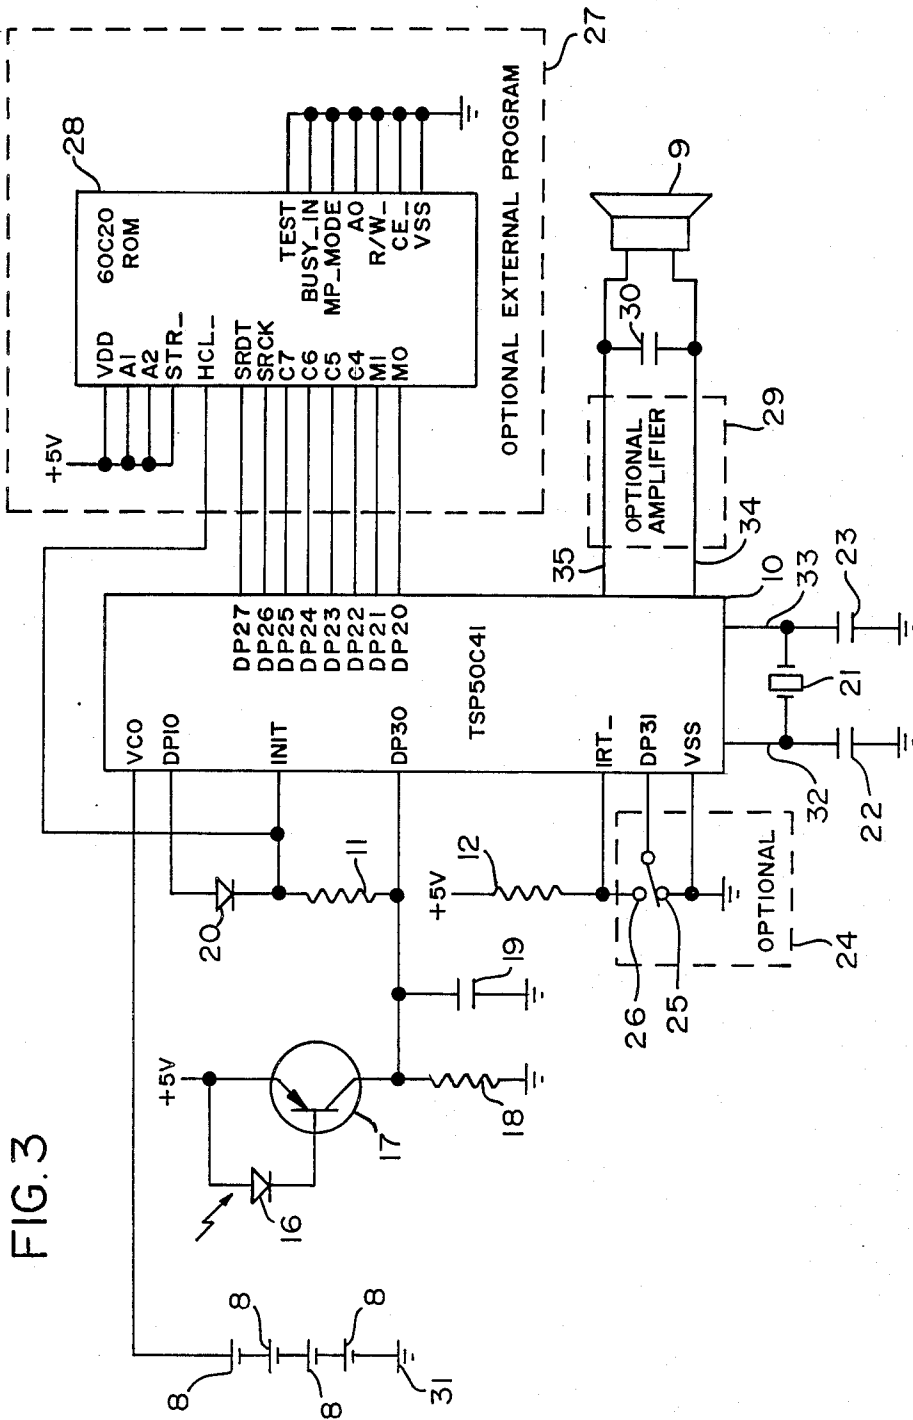 FIG. 3
27
28
60C20
ROM
VDD
A1
A2
STR_
HCL_
SRDT
SRCK
C7
C6
C5
C4
M1
M0
TEST
BUSY_IN
MP_MODE
A0
R/W_
CE_
VSS
+5V
OPTIONAL EXTERNAL PROGRAM
9
30
OPTIONAL
AMPLIFIER
29
35
34
10
33
23
21
32
22
TSP50C41
VCO
DP10
INIT
DP30
DP27
DP26
DP25
DP24
DP23
DP22
DP21
DP20
IRT_
DP31
VSS
20
11
+5V
12
OPTIONAL
24
26
25
19
+5V
17
18
16
8
8
8
8
31